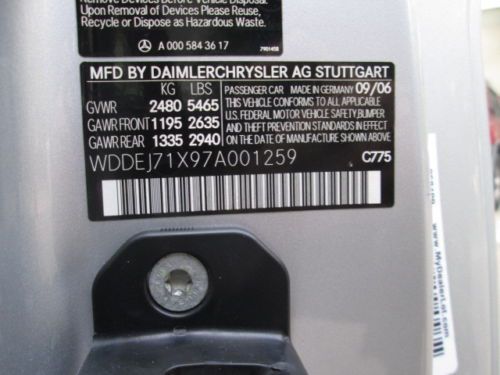 Remove Devices Before Vehicle Disposal.
Upon Removal of Devices Please Reuse,
Recycle or Dispose as Hazardous Waste.
A 000 584 36 17
MFD BY DAIMLERCHRYSLER AG STUTTGART
KG LBS PASSENGER CAR MADE IN GERMANY 09/06
GVWR 2480 5465 THIS VEHICLE CONFORMS TO ALL APPLICABLE
GAWR FRONT 1195 2635 U.S. FEDERAL MOTOR VEHICLE SAFETY, BUMPER
GAWR REAR 1335 2940 AND THEFT PREVENTION STANDARDS IN EFFECT
ON THE DATE OF MANUFACTURE SHOWN ABOVE
WDDEJ71X97A001259 C775
www.MyDealerLot.com